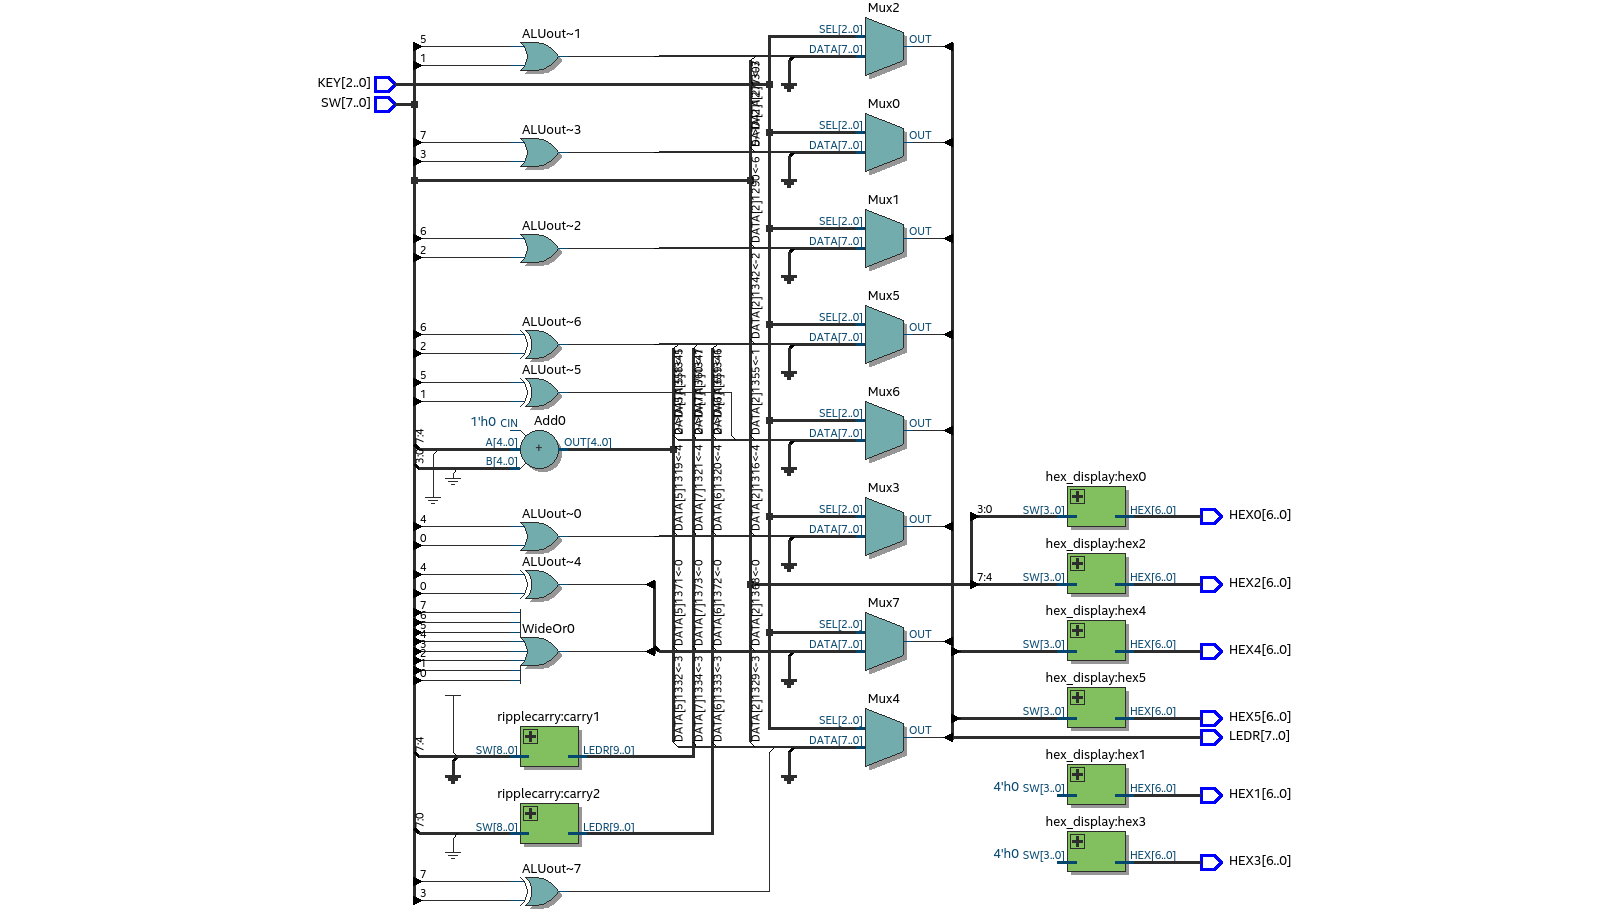 Mux2
ALUout~1
SEL[2..0]
5
OUT
DATA[7..0]
1
KEY[2..0]
SW[7..0]
Mux0
ALUout~3
SEL[2..0]
7
OUT
DATA[7..0]
3
DATA[2]1290<-6
Mux1
ALUout~2
SEL[2..0]
6
OUT
DATA[7..0]
2
DATA[2]1342<-2
Mux5
ALUout~6
SEL[2..0]
6
OUT
DATA[7..0]
2
DATA[2]1355<-1
ALUout~5
Mux6
5
1
SEL[2..0]
1'h0 CIN
Add0
OUT
7:4
A[4..0]
OUT[4..0]
DATA[7..0]
B[4..0]
DATA[5]1319<-4
DATA[7]1321<-4
DATA[6]1320<-4
DATA[2]1316<-4
hex_display:hex0
Mux3
ALUout~0
3:0
SW[3..0]
HEX[6..0]
HEX0[6..0]
SEL[2..0]
4
OUT
DATA[7..0]
0
hex_display:hex2
ALUout~4
4
7:4
SW[3..0]
HEX[6..0]
HEX2[6..0]
0
DATA[5]1371<-0
DATA[7]1373<-0
DATA[6]1372<-0
Mux7
hex_display:hex4
7
6
5
4
3
2
1
0
WideOr0
SEL[2..0]
OUT
DATA[7..0]
SW[3..0]
HEX[6..0]
HEX4[6..0]
DATA[5]1332<-3
DATA[7]1334<-3
DATA[6]1333<-3
DATA[2]1329<-3
hex_display:hex5
Mux4
ripplecarry:carry1
SEL[2..0]
SW[3..0]
HEX[6..0]
HEX5[6..0]
OUT
LEDR[7..0]
DATA[7..0]
7:4
SW[8..0]
LEDR[9..0]
hex_display:hex1
4'h0 SW[3..0]
HEX[6..0]
HEX1[6..0]
ripplecarry:carry2
7:0
SW[8..0]
LEDR[9..0]
hex_display:hex3
4'h0 SW[3..0]
HEX[6..0]
HEX3[6..0]
ALUout~7
7
3